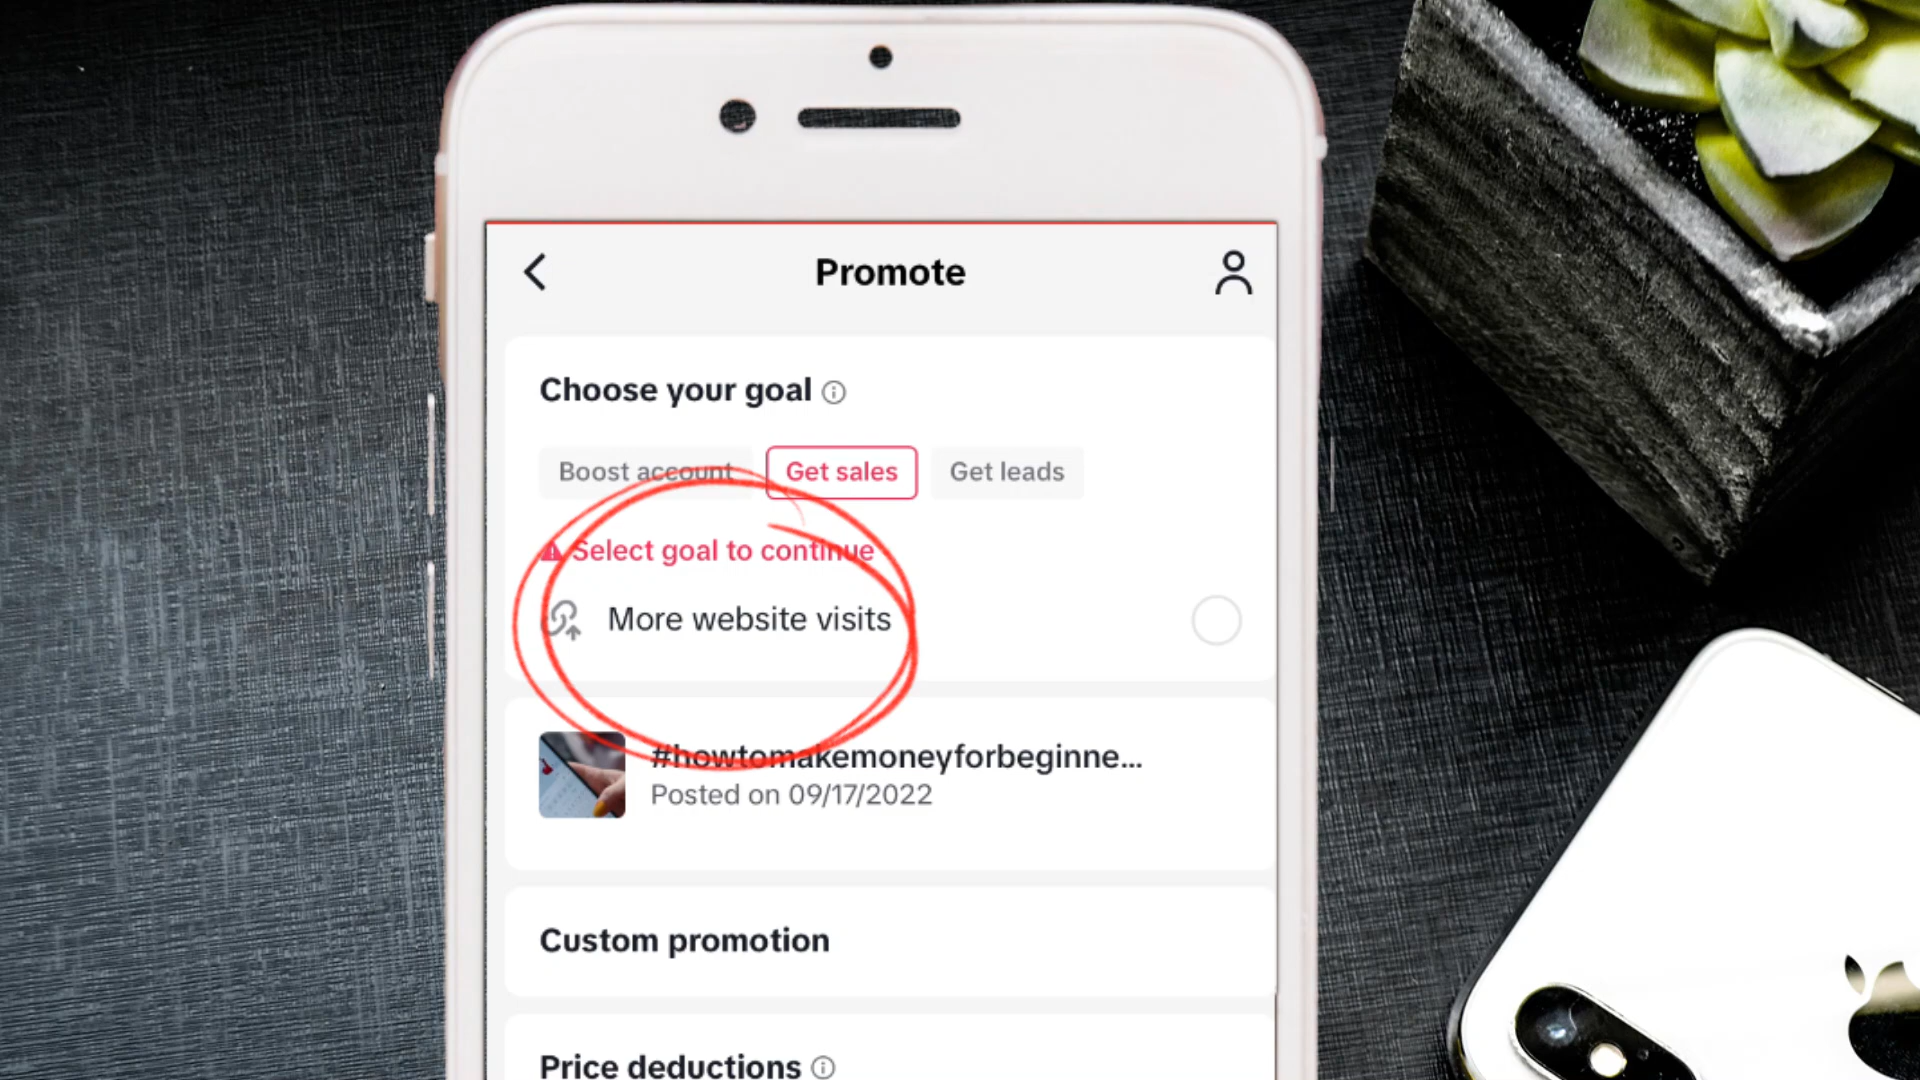 Promote
Choose your goal
Boost account Get sales Get leads
Select goal to continue
More website visits
#howtomakemoneyforbeginne...
Posted on 09/17/2022
Custom promotion
Price deductions